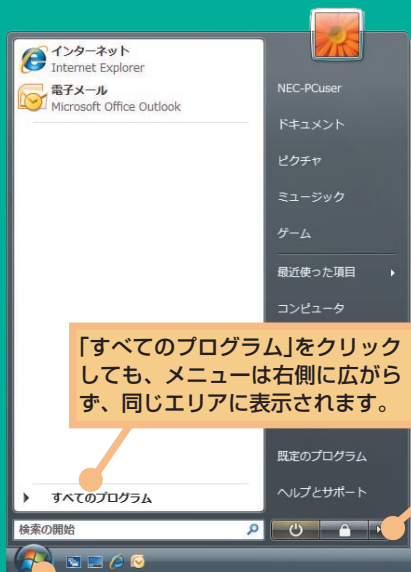 インターネット
Internet Explorer
電子メール
Microsoft Office Outlook
NEC-PCuser
ドキュメント
ピクチャ
ミュージック
ゲーム
最近使った項目
コンピュータ
「すべてのプログラム」をクリック
しても、メニューは右側に広がら
ず、同じエリアに表示されます。
既定のプログラム
ヘルプとサポート
すべてのプログラム
検索の開始